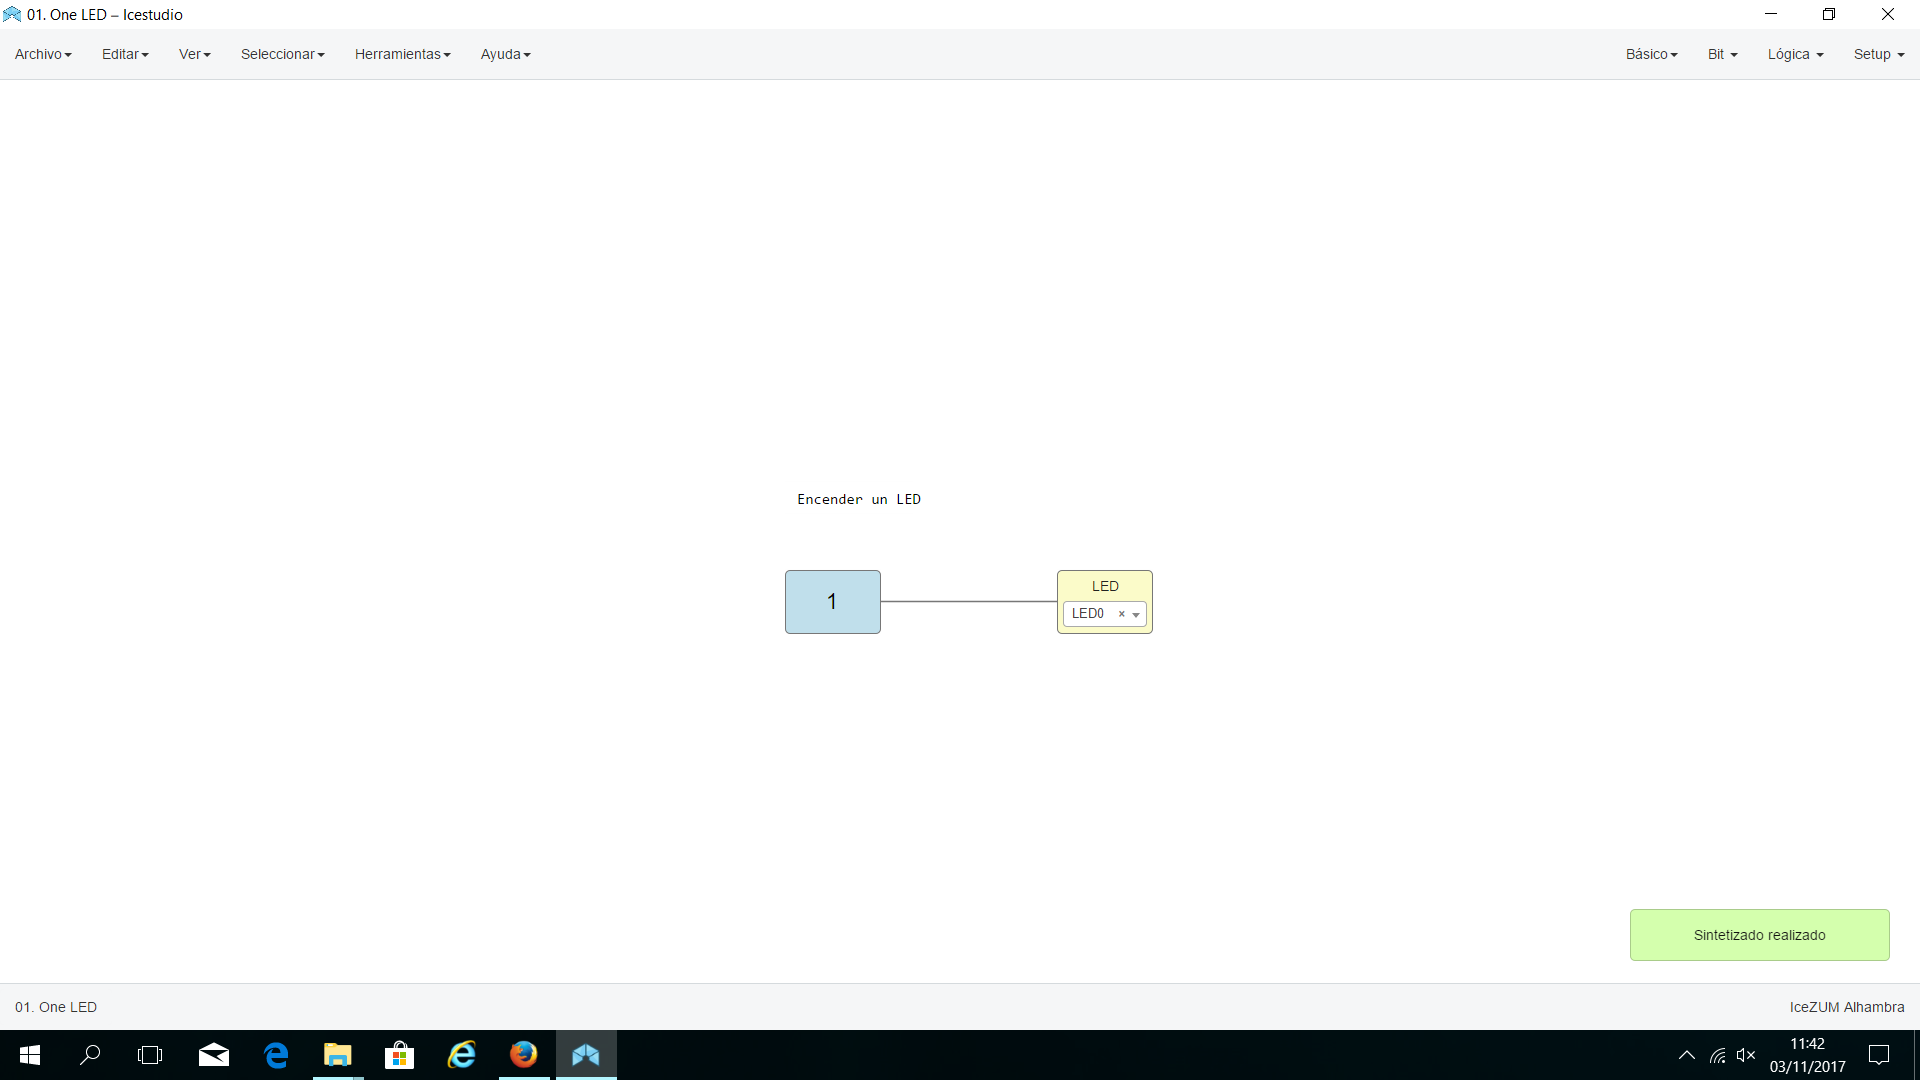 01. One LED – Icestudio
Archivo Editar Ver Seleccionar Herramientas Ayuda Básico Bit Lógica Setup
Encender un LED
1
LED
LED0 ×
Sintetizado realizado
01. One LED IceZUM Alhambra
11:42
03/11/2017